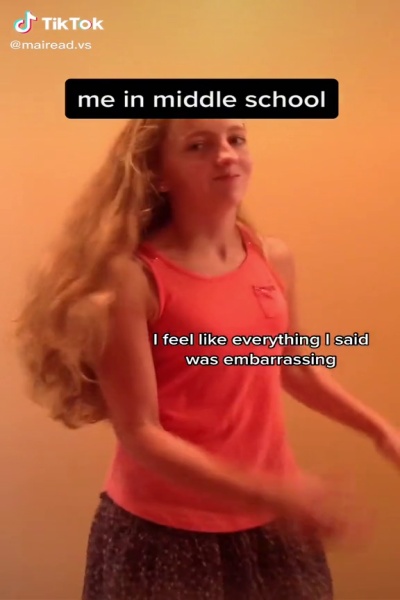 TikTok
@mairead.vs
me in middle school
I feel like everything I said
was embarrassing